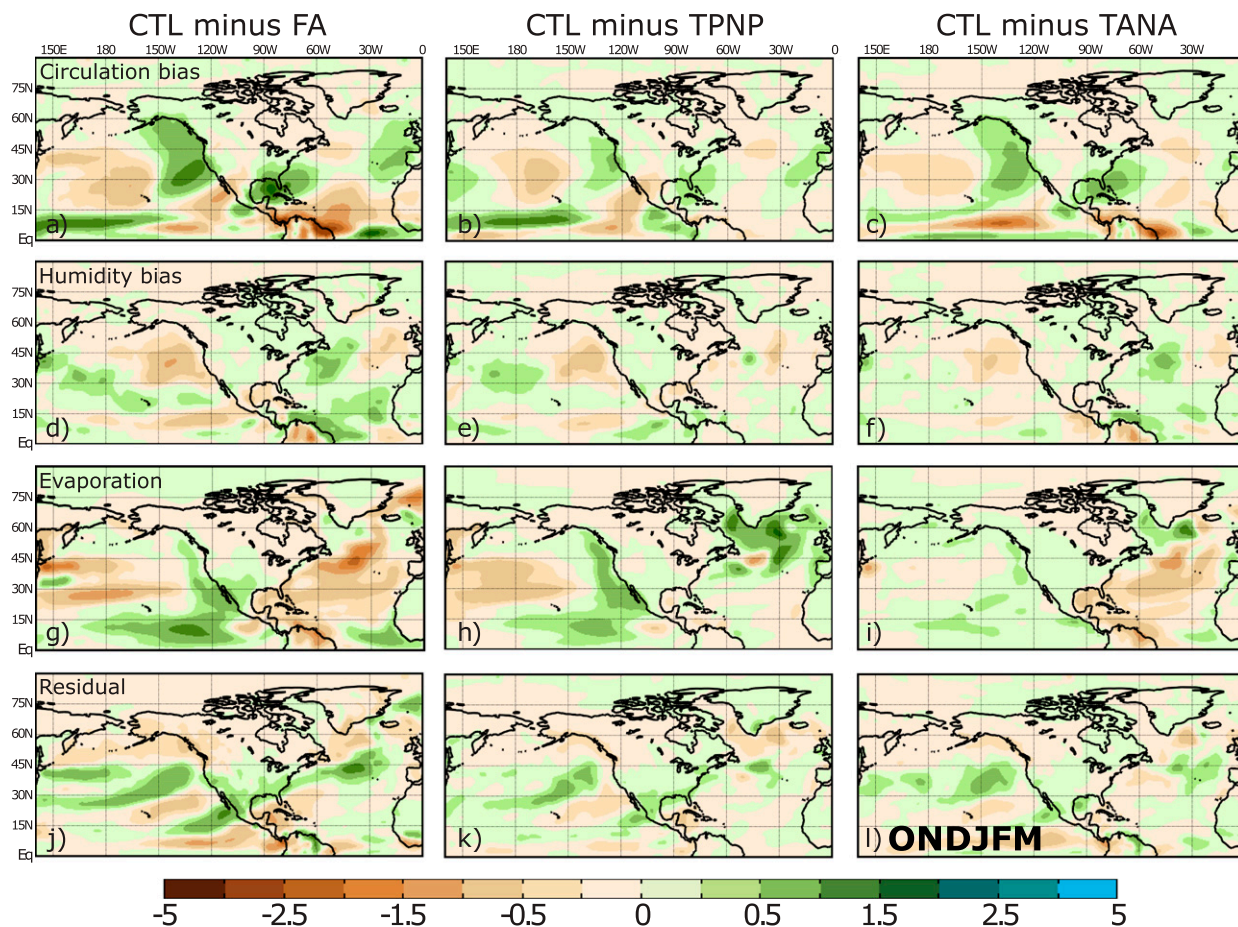 CTL minus FA CTL minus TPNP CTL minus TANA
150E 180 150W 120W 90W 60W 30W 0 150E 180 150W 120W 90W 60W 30W 0 150E 180 150W 120W 90W 60W 30W
Circulation bias
75N
60N
45N
30N
15N
a) b) c)
Eq
Humidity bias
75N
60N
45N
30N
15N
d) e) f)
Eq
Evaporation
75N
60N
45N
30N
15N
g) h) i)
Eq
Residual
75N
60N
45N
30N
15N
j) k) l) ONDJFM
Eq
-5 -2.5 -1.5 -0.5 0 0.5 1.5 2.5 5